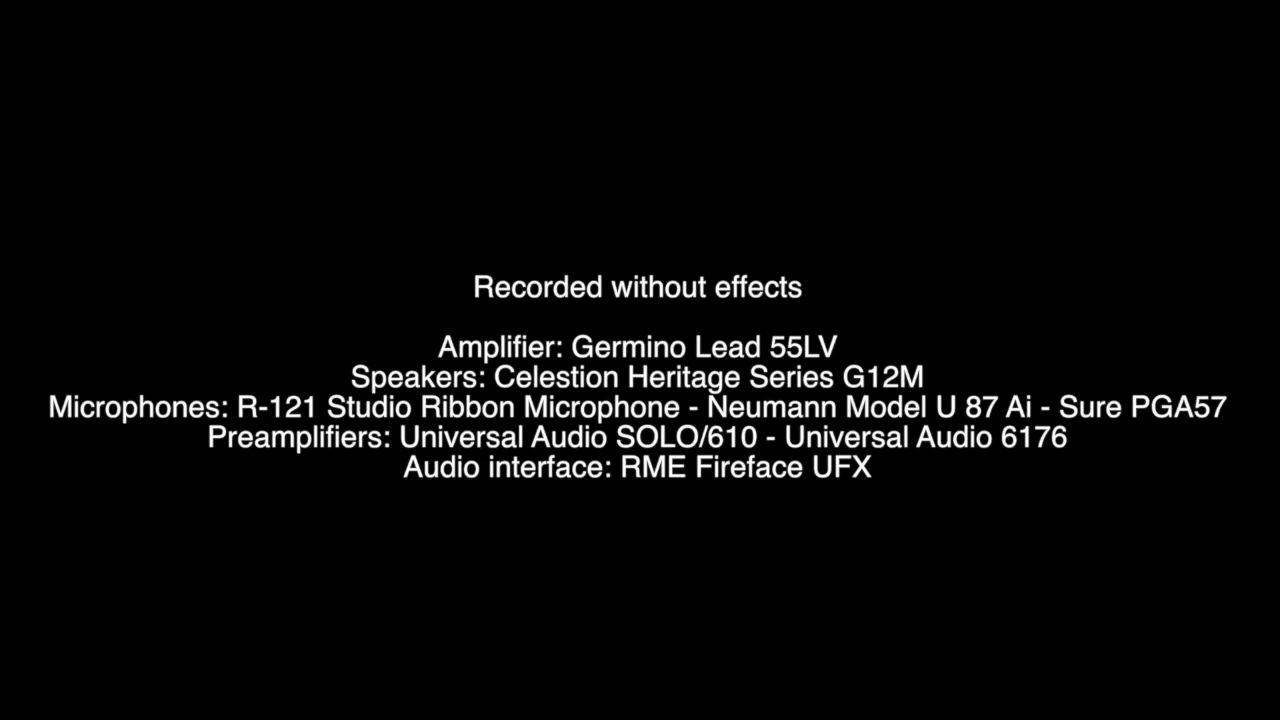 Recorded without effects
Amplifier: Germino Lead 55LV
Speakers: Celestion Heritage Series G12M
Microphones: R-121 Studio Ribbon Microphone - Neumann Model U 87 Ai - Sure PGA57
Preamplifiers: Universal Audio SOLO/610 - Universal Audio 6176
Audio interface: RME Fireface UFX